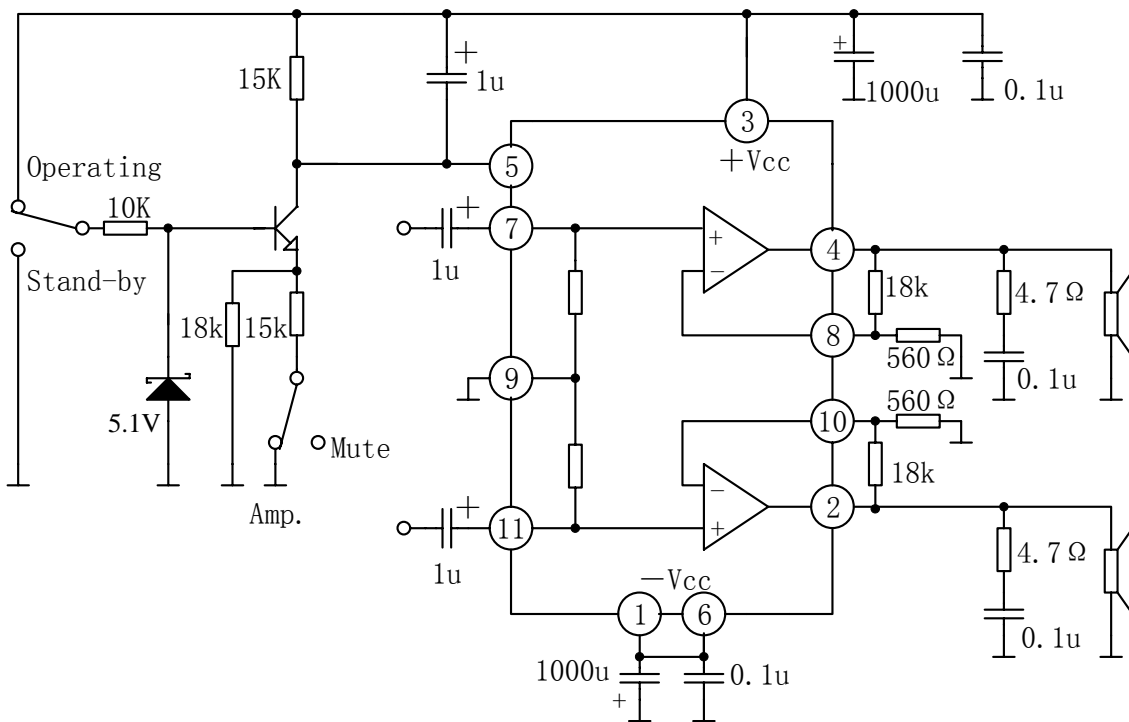 +
15K
+
1u
+
1000u
0.1u
3
+Vcc
5
Operating
10K
+
7
1u
+
−
4
Stand-by
18k
4.7Ω
18k
15k
8
560Ω
0.1u
9
5.1V
560Ω
10
Mute
18k
−
+
2
Amp.
+
11
1u
4.7Ω
−Vcc
1
6
0.1u
1000u
+
0.1u